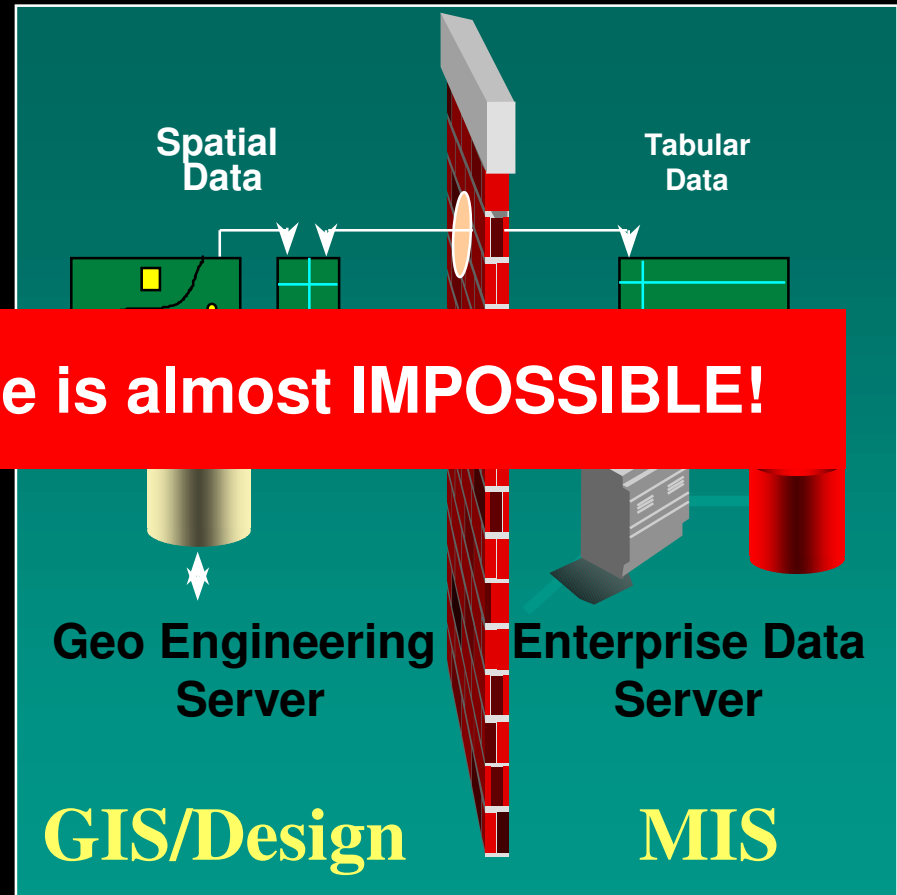 Spatial
Data
Tabular
Data
e is almost IMPOSSIBLE!
Geo Engineering
Server
Enterprise Data
Server
GIS/Design
MIS